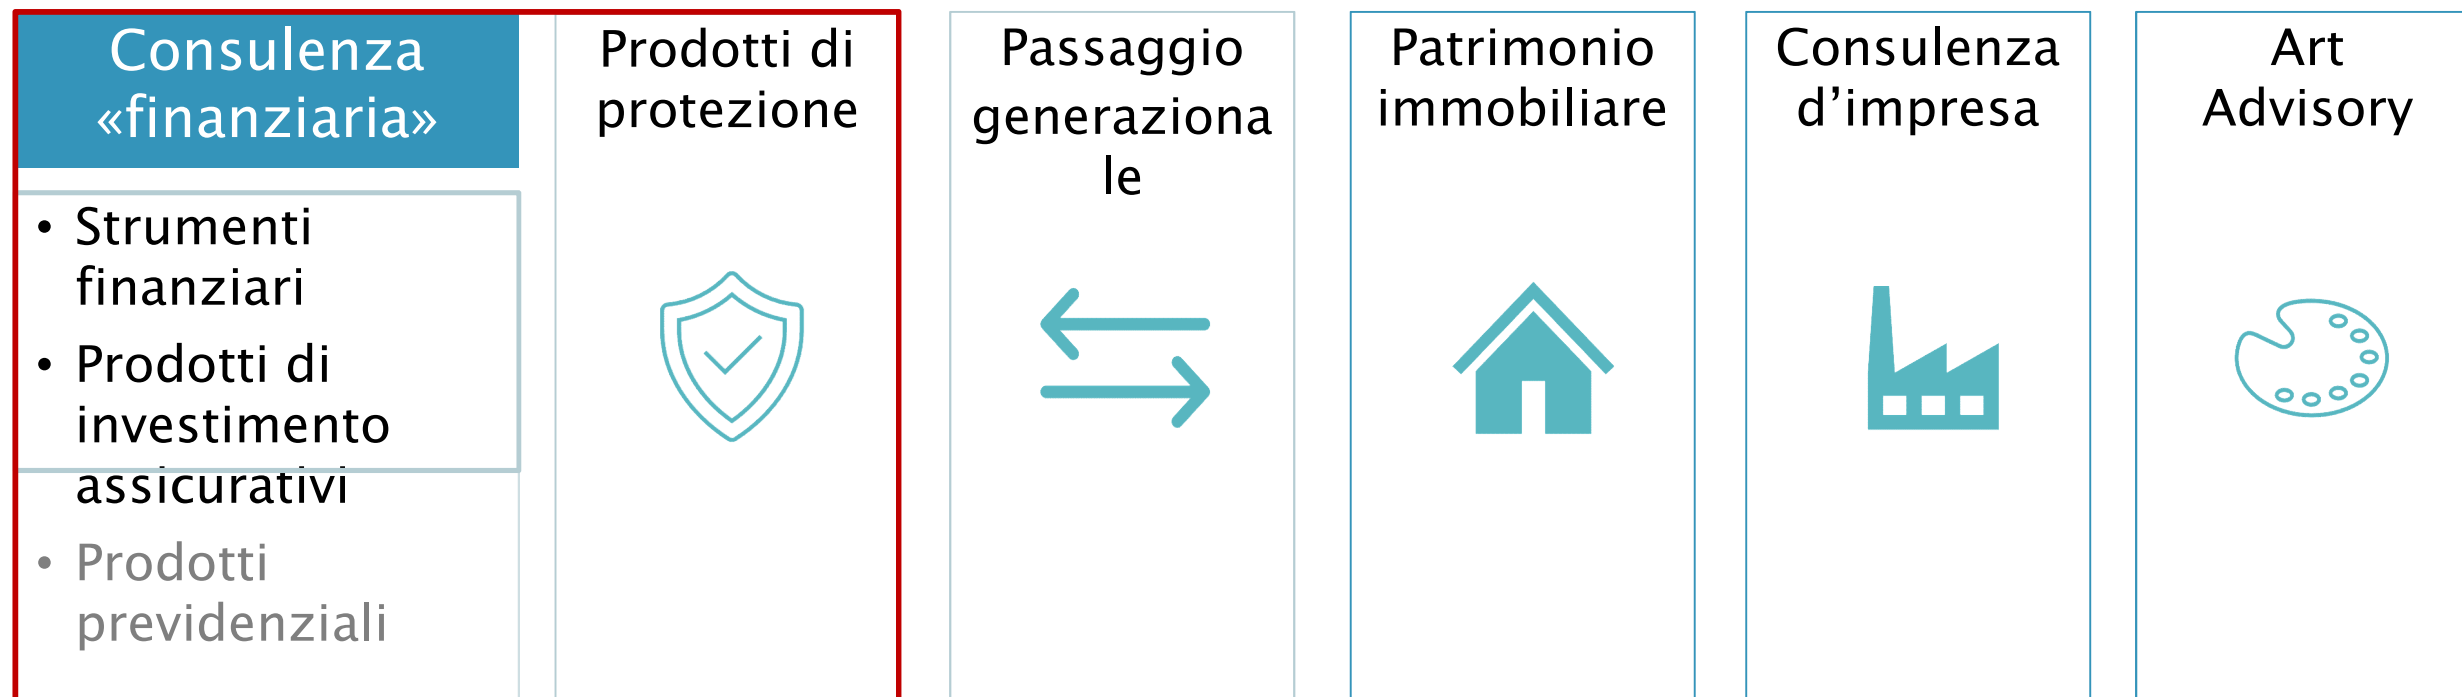 Consulenza
«finanziaria»
• Strumenti
finanziari
• Prodotti di
investimento
assicurativi
• Prodotti
previdenziali
Prodotti di
protezione
Passaggio
generaziona
le
Patrimonio
immobiliare
Consulenza
d’impresa
Art
Advisory